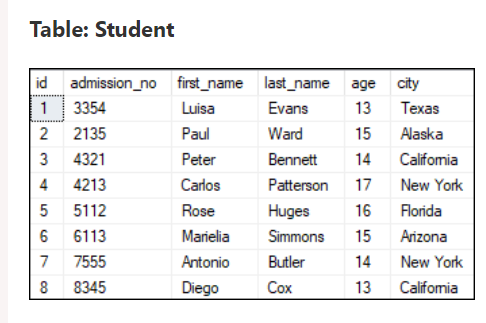 Table: Student
id admission_no first_name last_name age city
1 3354 Luisa Evans 13 Texas
2 2135 Paul Ward 15 Alaska
3 4321 Peter Bennett 14 California
4 4213 Carlos Patterson 17 New York
5 5112 Rose Huges 16 Florida
6 6113 Marielia Simmons 15 Arizona
7 7555 Antonio Butler 14 New York
8 8345 Diego Cox 13 California